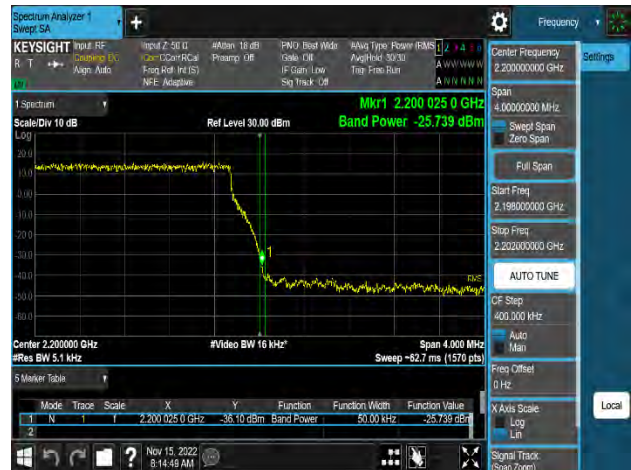 Spectrum Analyzer 1
Swept SA
Frequency
KEYSIGHT
R T
Input: RF
Coupling: DC
Align: Auto
Input Z: 50 Ω
Corr CCorr RCal
Freq Ref: Int (S)
NFE: Adaptive
#Atten: 18 dB
Preamp: Off
PNO: Best Wide
Gate: Off
IF Gain: Low
Sig Track: Off
#Avg Type: Power (RMS
Avg|Hold: 30/30
Trig: Free Run
1 2 3 4 5 6
A W W W W W
A N N N N N
1 Spectrum
Scale/Div 10 dB
Ref Level 30.00 dBm
Mkr1 2.200 025 0 GHz
Band Power -25.739 dBm
Log
20.0
10.0
0.00
-10.0
-20.0
-30.0
-40.0
-50.0
-60.0
1
RMS
Center 2.200000 GHz
#Video BW 16 kHz*
Span 4.000 MHz
#Res BW 5.1 kHz
Sweep ~62.7 ms (1570 pts)
5 Marker Table
Mode Trace Scale X Y Function Function Width Function Value
1 N 1 f 2.200 025 0 GHz -36.10 dBm Band Power 50.00 kHz -25.739 dBm
2
?
Nov 15, 2022
8:14:49 AM
Center Frequency
2.200000000 GHz
Settings
Span
4.00000000 MHz
Swept Span
Zero Span
Full Span
Start Freq
2.198000000 GHz
Stop Freq
2.202000000 GHz
AUTO TUNE
CF Step
400.000 kHz
Auto
Man
Freq Offset
0 Hz
X Axis Scale
Log
Lin
Local
Signal Track
(Span Zoom)